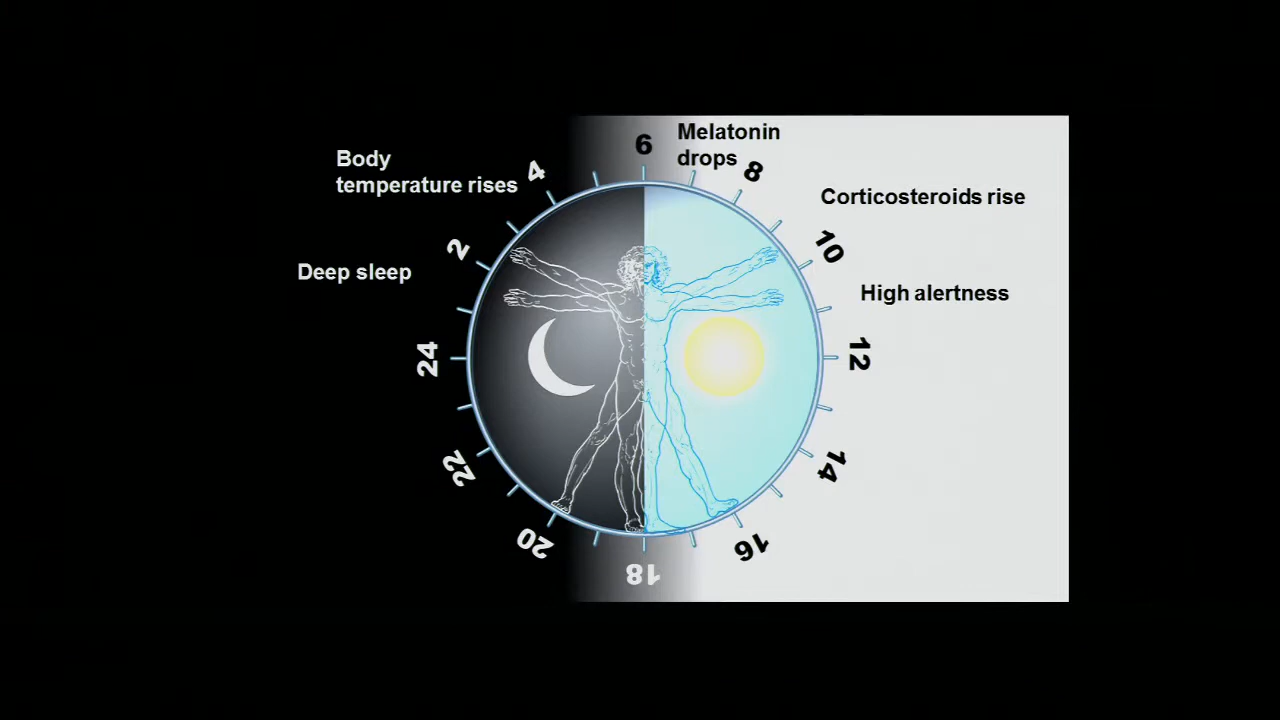 6
Melatonin
drops
8
Body
temperature rises
4
Corticosteroids rise
2
10
Deep sleep
High alertness
24
12
22
14
20
16
18